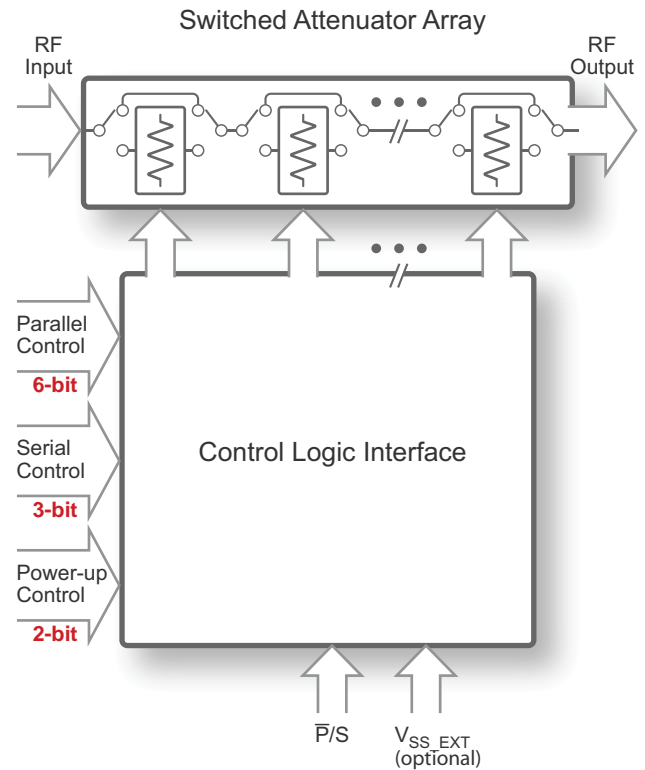 Switched Attenuator Array
RF
Input
RF
Output
Parallel
Control
6-bit
Serial
Control
3-bit
Power-up
Control
2-bit
Control Logic Interface
P̅/S
VSS_EXT
(optional)